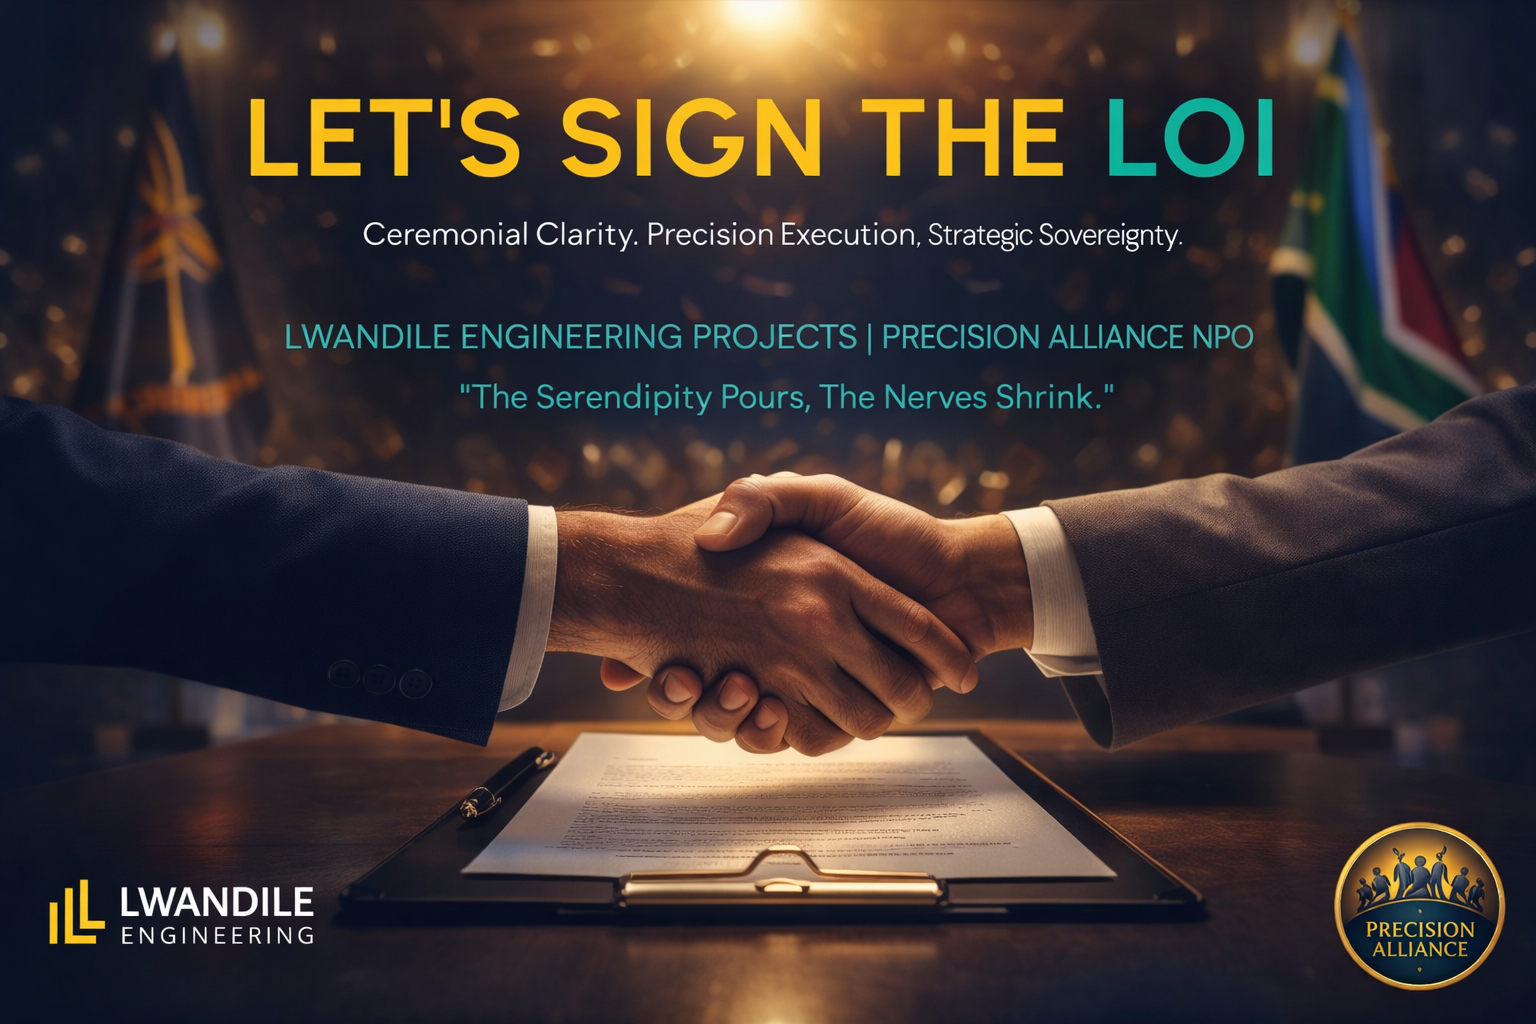 LET'S SIGN THE LOI
Ceremonial Clarity. Precision Execution, Strategic Sovereignty.
LWANDILE ENGINEERING PROJECTS | PRECISION ALLIANCE NPO
"The Serendipity Pours, The Nerves Shrink."
LWANDILE
ENGINEERING
PRECISION
ALLIANCE